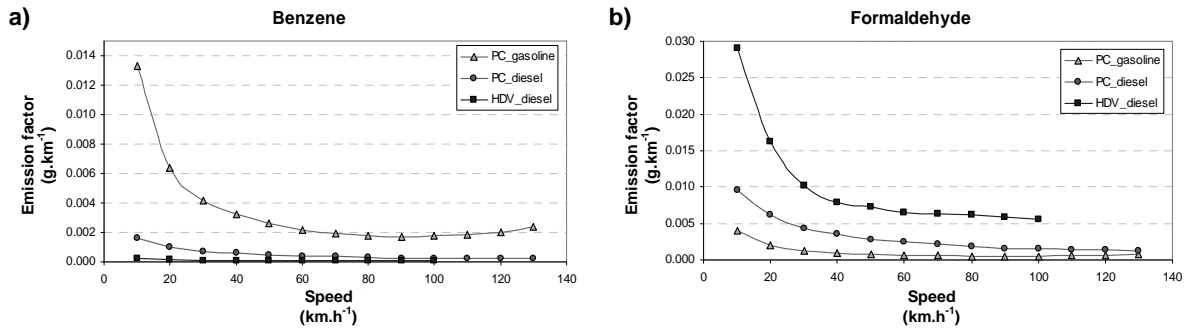 a)
Benzene
Emission factor
(g.km-1)
0.014
0.012
0.010
0.008
0.006
0.004
0.002
0.000
0 20 40 60 80 100 120 140
Speed
(km.h-1)
PC_gasoline
PC_diesel
HDV_diesel
b)
Formaldehyde
Emission factor
(g.km-1)
0.030
0.025
0.020
0.015
0.010
0.005
0.000
0 20 40 60 80 100 120 140
Speed
(km.h-1)
PC_gasoline
PC_diesel
HDV_diesel